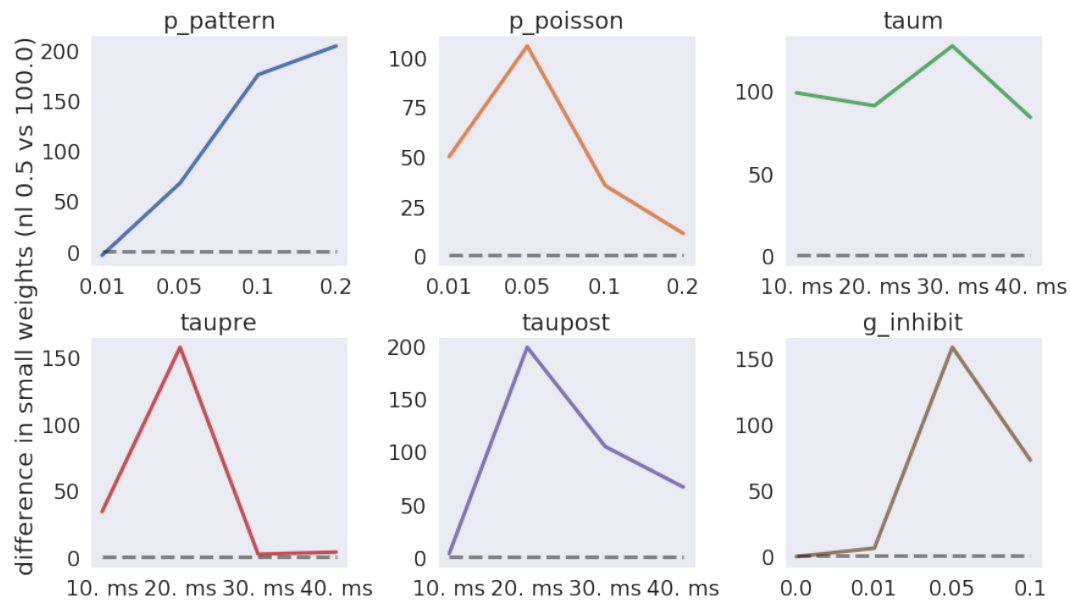 difference in small weights (nl 0.5 vs 100.0)
p_pattern
200
150
100
50
0
0.01 0.05 0.1 0.2
p_poisson
100
75
50
25
0
0.01 0.05 0.1 0.2
taum
100
50
0
10. ms 20. ms 30. ms 40. ms
taupre
150
100
50
0
10. ms 20. ms 30. ms 40. ms
taupost
200
150
100
50
0
10. ms 20. ms 30. ms 40. ms
g_inhibit
150
100
50
0
0.0 0.01 0.05 0.1